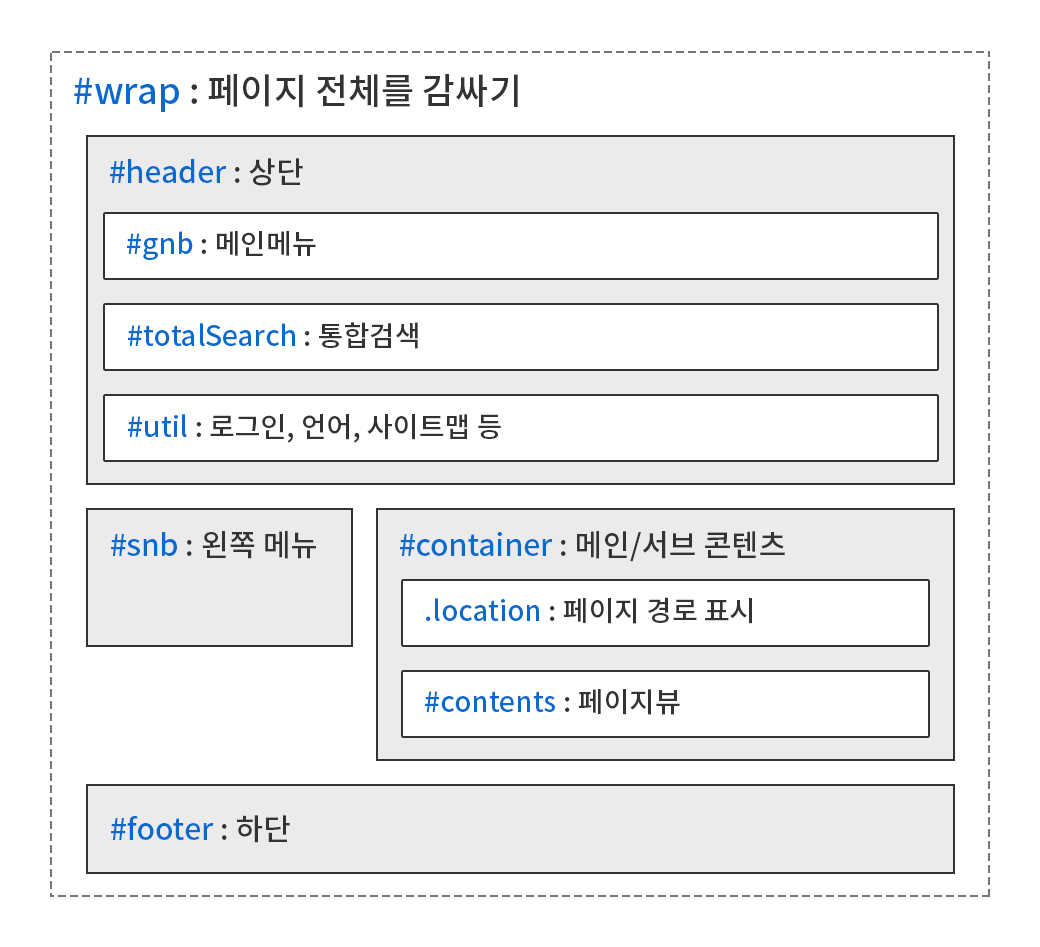 #wrap : 페이지 전체를 감싸기
#header : 상단
#gnb : 메인메뉴
#totalSearch : 통합검색
#util : 로그인, 언어, 사이트맵 등
#snb : 왼쪽 메뉴
#container : 메인/서브 콘텐츠
.location : 페이지 경로 표시
#contents : 페이지뷰
#footer : 하단